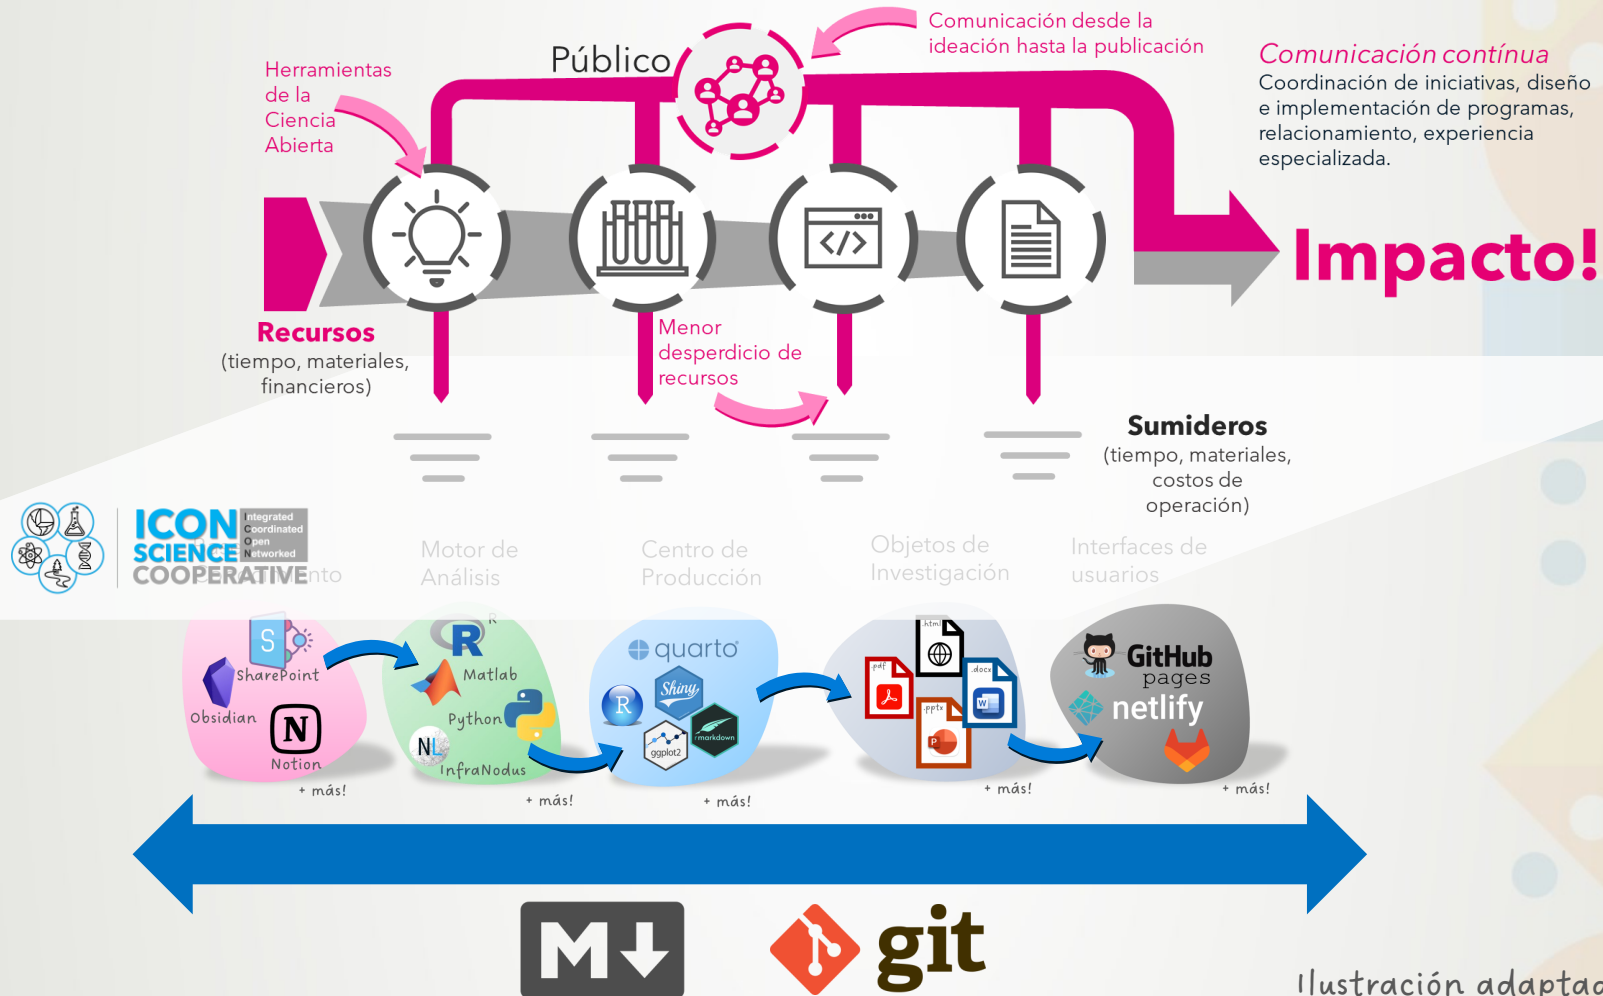 Comunicación desde la
ideación hasta la publicación
Público
Comunicación contínua
Coordinación de iniciativas, diseño
e implementación de programas,
relacionamiento, experiencia
especializada.
Herramientas
de la
Ciencia
Abierta
</>
Impacto!
Recursos
(tiempo, materiales,
financieros)
Menor
desperdicio de
recursos
Sumideros
(tiempo, materiales,
costos de
operación)
ICON
SCIENCE
COOPERATIVE
Integrated
Coordinated
Open
Networked
Motor de
Análisis
Centro de
Producción
Objetos de
Investigación
Interfaces de
usuarios
S
SharePoint
Obsidian
N
Notion
+ más!
R
R
Matlab
Python
NL
InfraNodus
+ más!
quarto
R
Shiny
ggplot2
rmarkdown
+ más!
.html
.pdf
.docx
W
.pptx
P
+ más!
GitHub
pages
netlify
+ más!
M
git
Ilustración adaptad